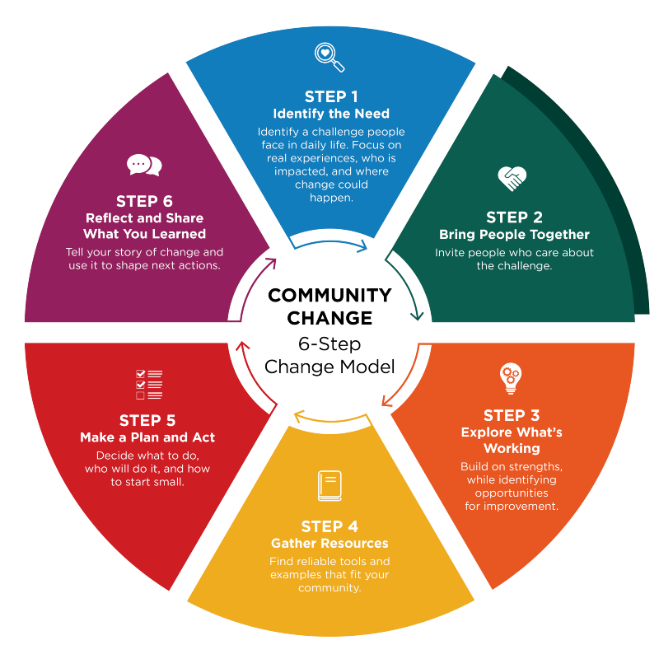 STEP 1
Identify the Need
Identify a challenge people
face in daily life. Focus on
real experiences, who is
impacted, and where
change could
happen.
STEP 2
Bring People Together
Invite people who care about
the challenge.
STEP 3
Explore What's
Working
Build on strengths,
while identifying
opportunities
for improvement.
STEP 4
Gather Resources
Find reliable tools and
examples that fit your
community.
STEP 5
Make a Plan and Act
Decide what to do,
who will do it, and how
to start small.
STEP 6
Reflect and Share
What You Learned
Tell your story of change and
use it to shape next actions.
COMMUNITY
CHANGE
6-Step
Change Model